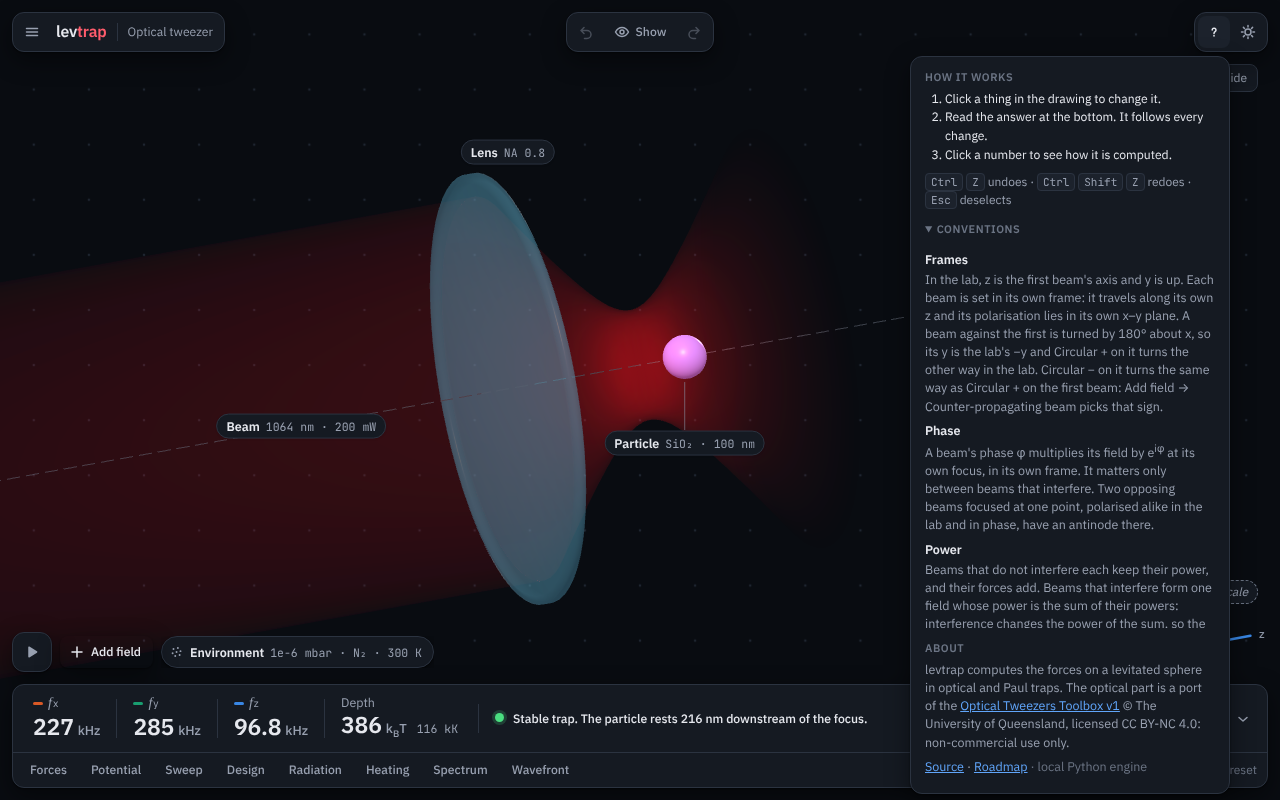 levtrap Optical tweezer
Show
?
ide
HOW IT WORKS
1. Click a thing in the drawing to change it.
2. Read the answer at the bottom. It follows every
change.
3. Click a number to see how it is computed.
Ctrl Z undoes · Ctrl Shift Z redoes ·
Esc deselects
▼ CONVENTIONS
Frames
In the lab, z is the first beam's axis and y is up. Each
beam is set in its own frame: it travels along its own
z and its polarisation lies in its own x–y plane. A
beam against the first is turned by 180° about x, so
its y is the lab's −y and Circular + on it turns the
other way in the lab. Circular − on it turns the same
way as Circular + on the first beam: Add field →
Counter-propagating beam picks that sign.
Phase
A beam's phase φ multiplies its field by e^iφ at its
own focus, in its own frame. It matters only
between beams that interfere. Two opposing
beams focused at one point, polarised alike in the
lab and in phase, have an antinode there.
Power
Beams that do not interfere each keep their power,
and their forces add. Beams that interfere form one
field whose power is the sum of their powers:
interference changes the power of the sum, so the
ABOUT
levtrap computes the forces on a levitated sphere
in optical and Paul traps. The optical part is a port
of the Optical Tweezers Toolbox v1 © The
University of Queensland, licensed CC BY-NC 4.0:
non-commercial use only.
Source · Roadmap · local Python engine
Lens NA 0.8
Beam 1064 nm · 200 mW
Particle SiO₂ · 100 nm
cale
z
Add field
Environment 1e-6 mbar · N₂ · 300 K
fx
227 kHz
fy
285 kHz
fz
96.8 kHz
Depth
386 kBT 116 kK
Stable trap. The particle rests 216 nm downstream of the focus.
Forces Potential Sweep Design Radiation Heating Spectrum Wavefront
reset